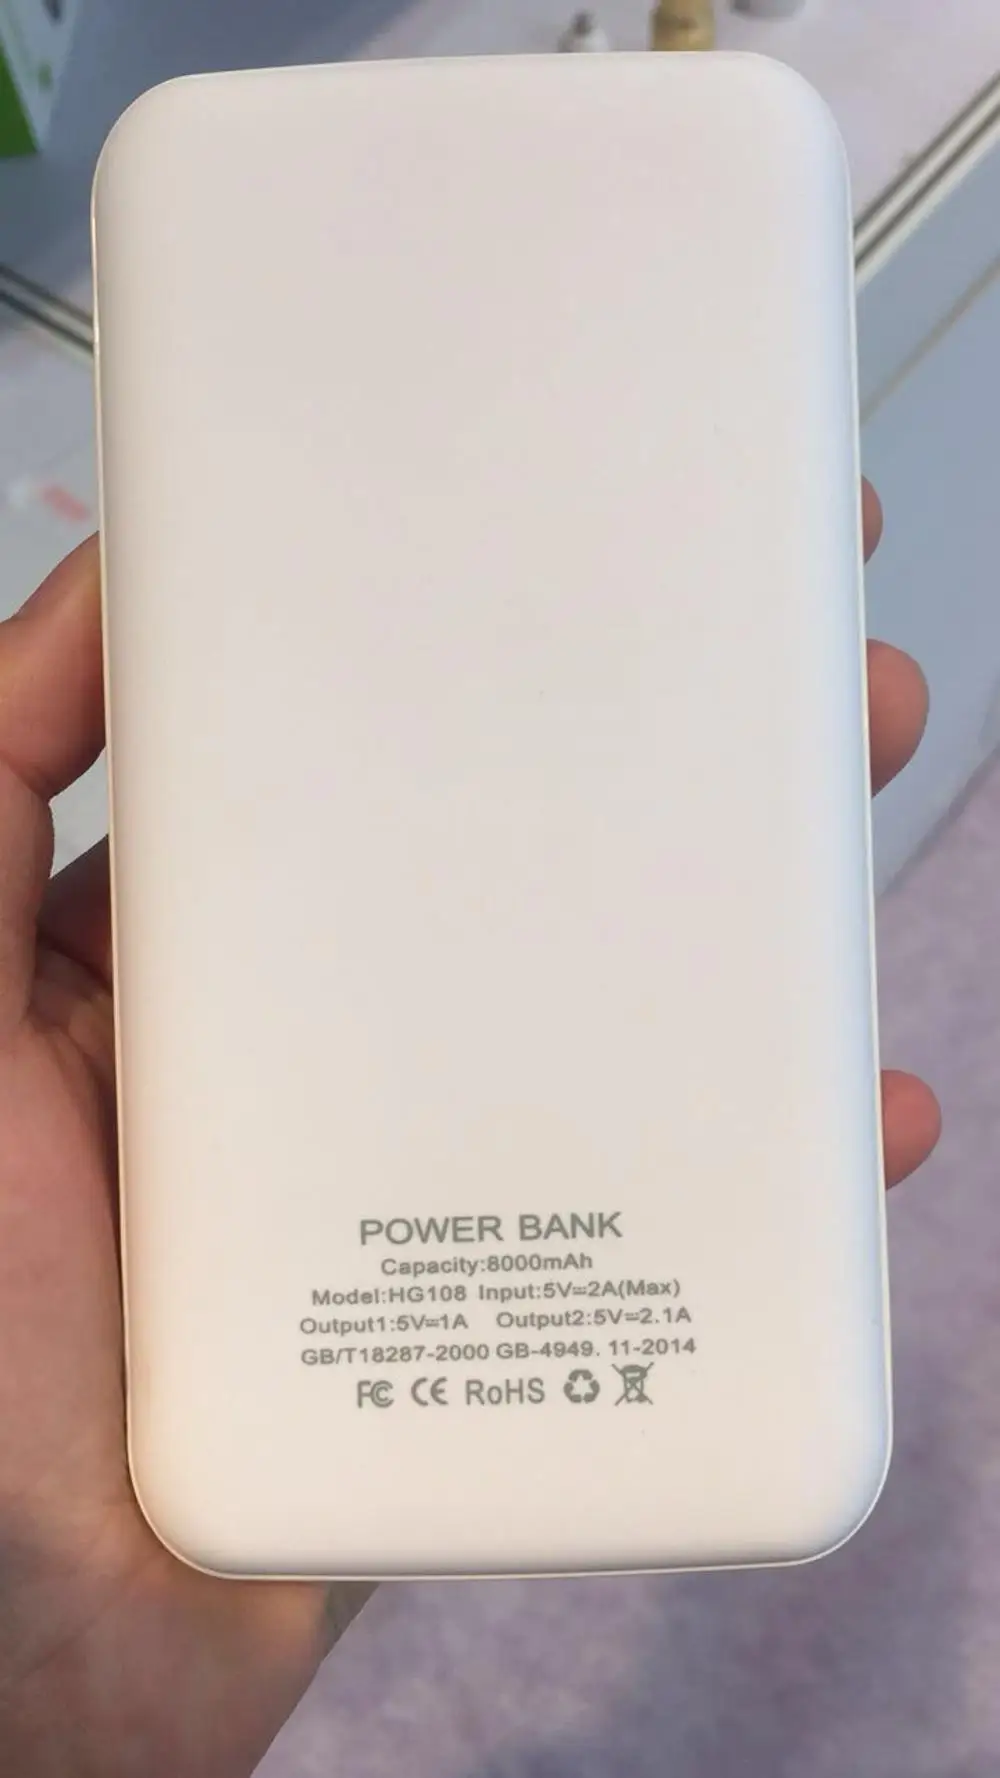 POWER BANK
Capacity:8000mAh
Model:HG108 Input:5V⎓2A(Max)
Output1:5V⎓1A Output2:5V⎓2.1A
GB/T18287-2000 GB-4949. 11-2014
FC CE RoHS